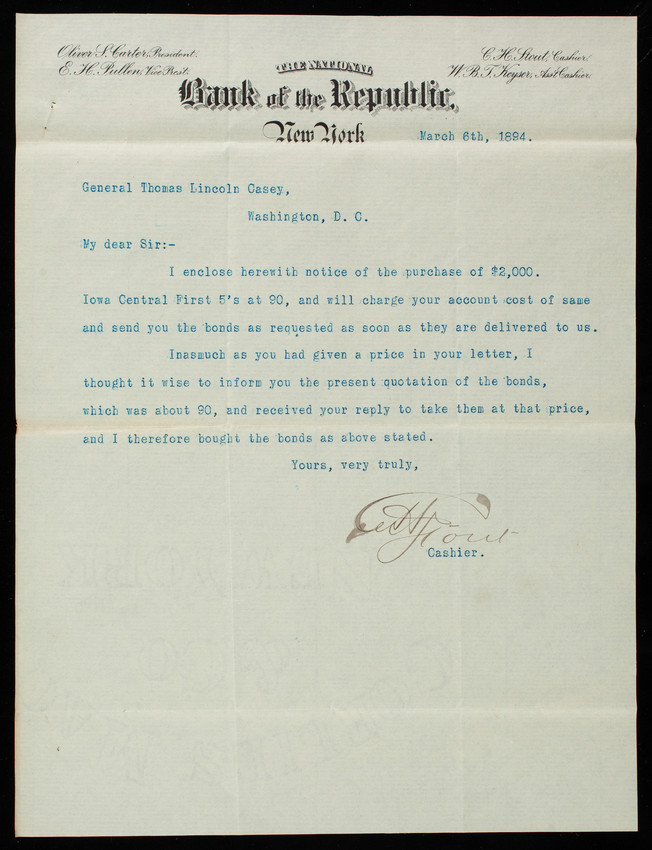 Oliver S. Carter, President.
E. H. Pullen, Vice Prest.
C. H. Stout, Cashier.
W. B. T. Keyser, Asst Cashier.
THE NATIONAL
Bank of the Republic,
New York
March 6th, 1894.
General Thomas Lincoln Casey,
Washington, D. C.
My dear Sir:-
I enclose herewith notice of the purchase of $2,000.
Iowa Central First 5's at 90, and will charge your account cost of same
and send you the bonds as requested as soon as they are delivered to us.
Inasmuch as you had given a price in your letter, I
thought it wise to inform you the present quotation of the bonds,
which was about 90, and received your reply to take them at that price,
and I therefore bought the bonds as above stated.
Yours, very truly,
C H Stout
Cashier.